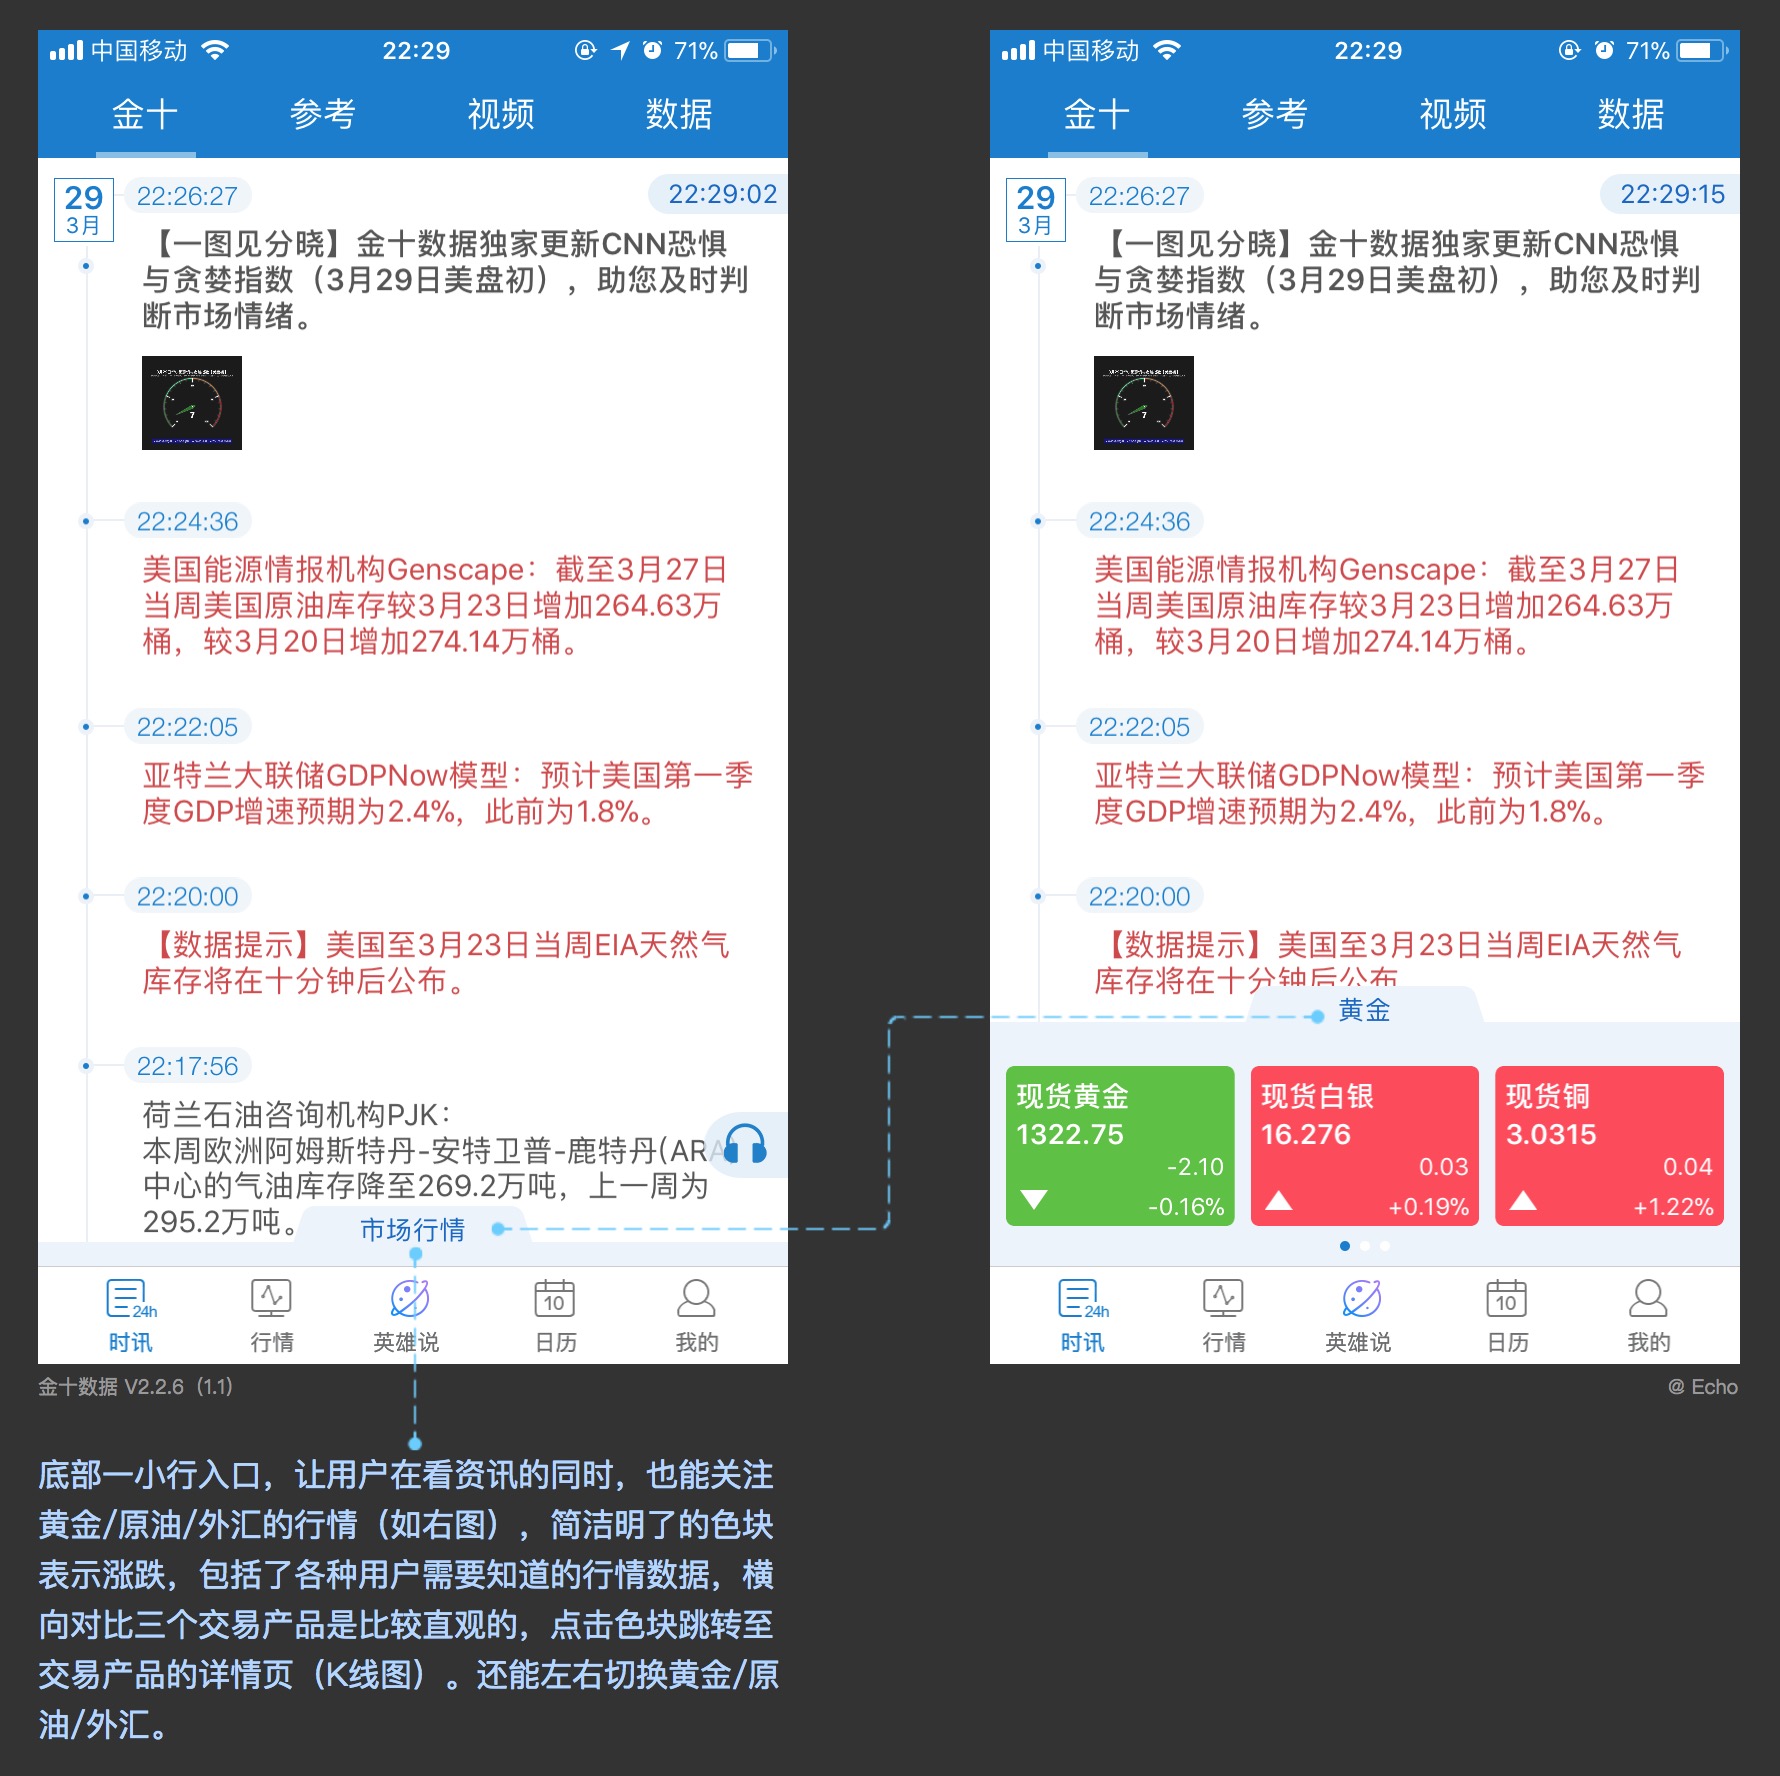 中国移动
22:29
71%
金十
参考
视频
数据
29
3月
22:26:27
22:29:02
【一图见分晓】金十数据独家更新CNN恐惧
与贪婪指数（3月29日美盘初），助您及时判
断市场情绪。
7
22:24:36
美国能源情报机构Genscape：截至3月27日
当周美国原油库存较3月23日增加264.63万
桶，较3月20日增加274.14万桶。
22:22:05
亚特兰大联储GDPNow模型：预计美国第一季
度GDP增速预期为2.4%，此前为1.8%。
22:20:00
【数据提示】美国至3月23日当周EIA天然气
库存将在十分钟后公布。
22:17:56
荷兰石油咨询机构PJK：
本周欧洲阿姆斯特丹-安特卫普-鹿特丹(ARA
中心的气油库存降至269.2万吨，上一周为
295.2万吨。
市场行情
24h
10
时讯
行情
英雄说
日历
我的
金十数据 V2.2.6（1.1）
底部一小行入口，让用户在看资讯的同时，也能关注
黄金/原油/外汇的行情（如右图），简洁明了的色块
表示涨跌，包括了各种用户需要知道的行情数据，横
向对比三个交易产品是比较直观的，点击色块跳转至
交易产品的详情页（K线图）。还能左右切换黄金/原
油/外汇。
中国移动
22:29
71%
金十
参考
视频
数据
29
3月
22:26:27
22:29:15
【一图见分晓】金十数据独家更新CNN恐惧
与贪婪指数（3月29日美盘初），助您及时判
断市场情绪。
7
22:24:36
美国能源情报机构Genscape：截至3月27日
当周美国原油库存较3月23日增加264.63万
桶，较3月20日增加274.14万桶。
22:22:05
亚特兰大联储GDPNow模型：预计美国第一季
度GDP增速预期为2.4%，此前为1.8%。
22:20:00
【数据提示】美国至3月23日当周EIA天然气
库存将在十分钟后公布
黄金
现货黄金
1322.75
-2.10
-0.16%
现货白银
16.276
0.03
+0.19%
现货铜
3.0315
0.04
+1.22%
24h
10
时讯
行情
英雄说
日历
我的
@ Echo